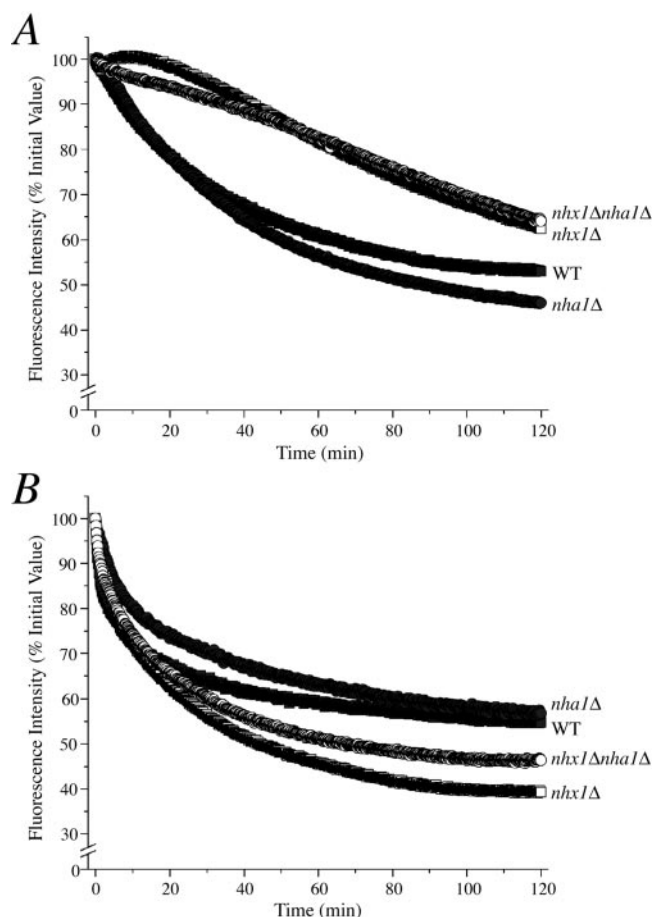 A
Fluorescence Intensity (% Initial Value)
100
90
80
70
60
50
40
30
0
nhx1Δnha1Δ
nhx1Δ
WT
nha1Δ
0 20 40 60 80 100 120
Time (min)
B
Fluorescence Intensity (% Initial Value)
100
90
80
70
60
50
40
30
0
nha1Δ
WT
nhx1Δnha1Δ
nhx1Δ
0 20 40 60 80 100 120
Time (min)